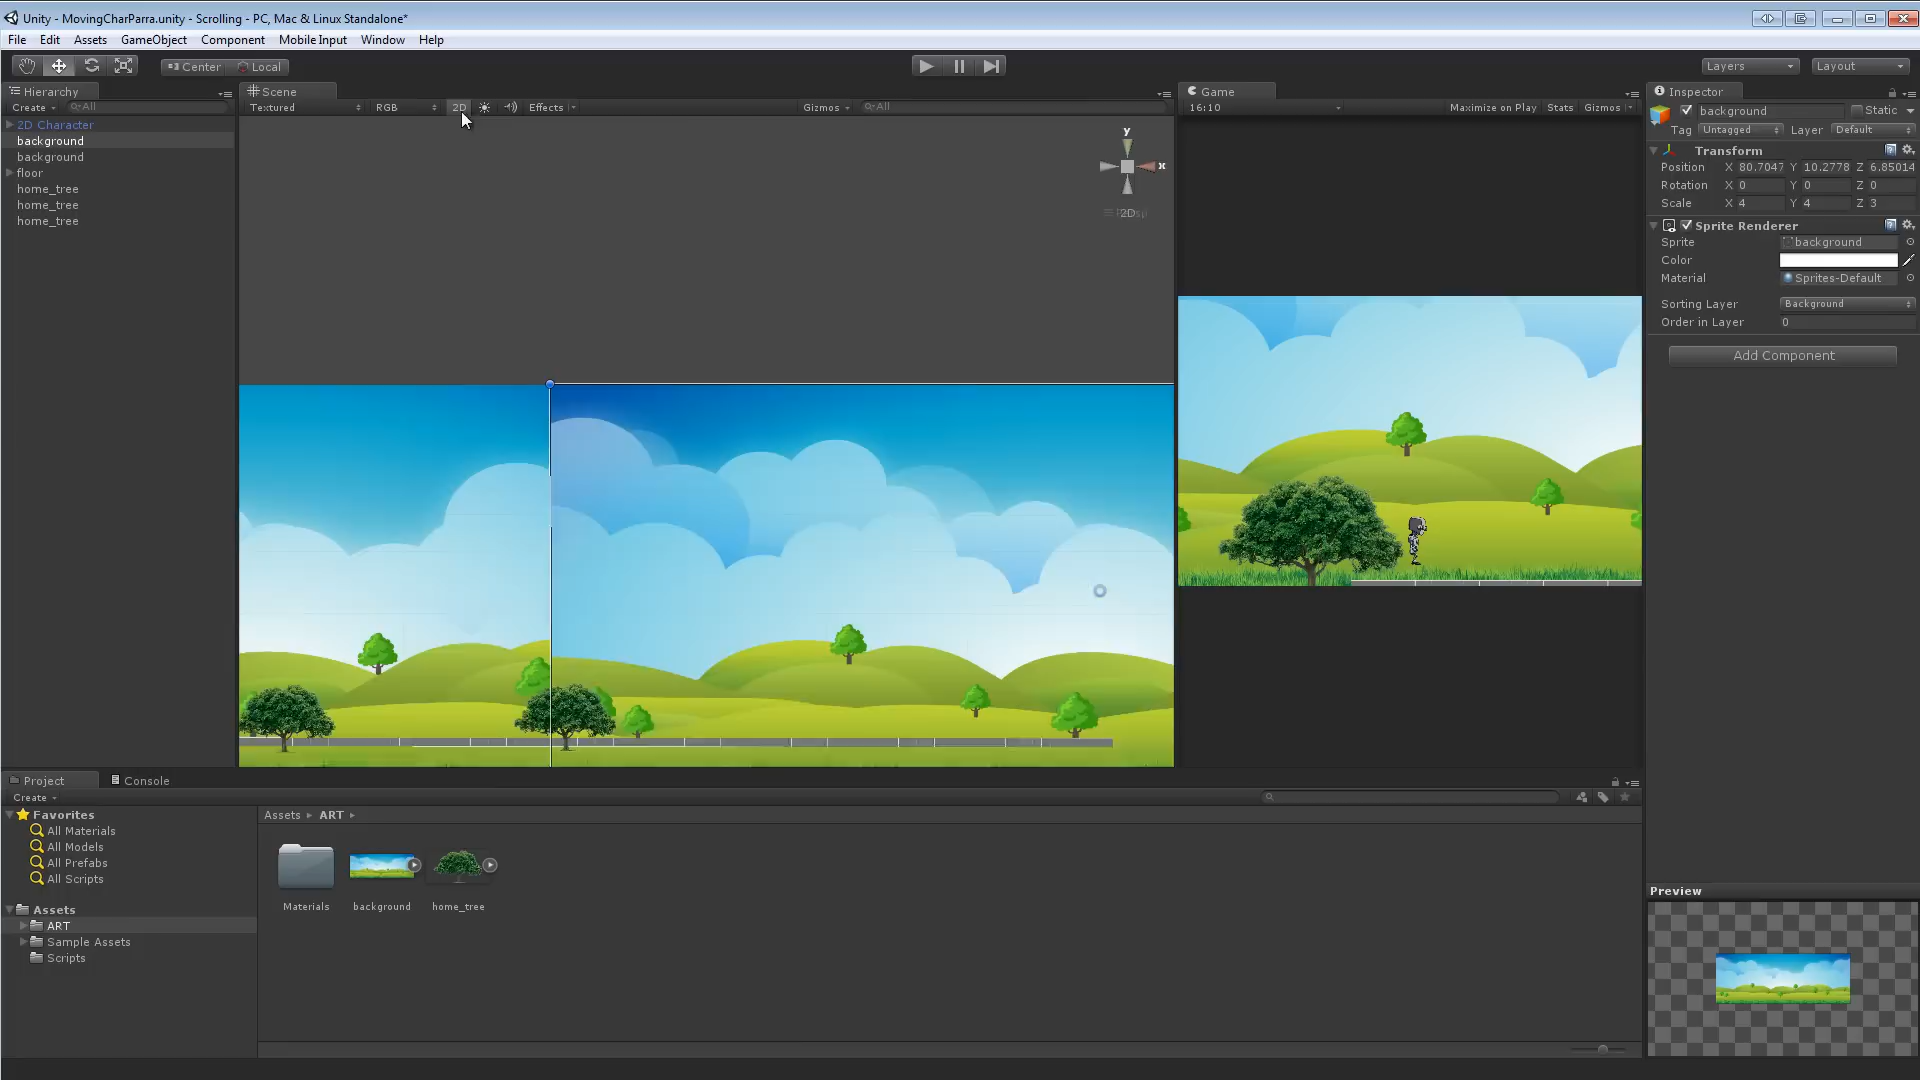 Unity - MovingCharParra.unity - Scrolling - PC, Mac & Linux Standalone*
File Edit Assets GameObject Component Mobile Input Window Help
Center Local Layers Layout
Hierarchy
Create All
2D Character
background
background
floor
home_tree
home_tree
home_tree
Scene
Textured RGB 2D Effects Gizmos All
y
x
2D
Game
16:10 Maximize on Play Stats Gizmos
Inspector
background Static
Tag Untagged Layer Default
Transform
Position X 80.7047 Y 10.2778 Z 6.85014
Rotation X 0 Y 0 Z 0
Scale X 4 Y 4 Z 3
Sprite Renderer
Sprite background
Color
Material Sprites-Default
Sorting Layer Background
Order in Layer 0
Add Component
Project Console
Create
Favorites
All Materials
All Models
All Prefabs
All Scripts
Assets
ART
Sample Assets
Scripts
Assets ART
Materials background home_tree
Preview